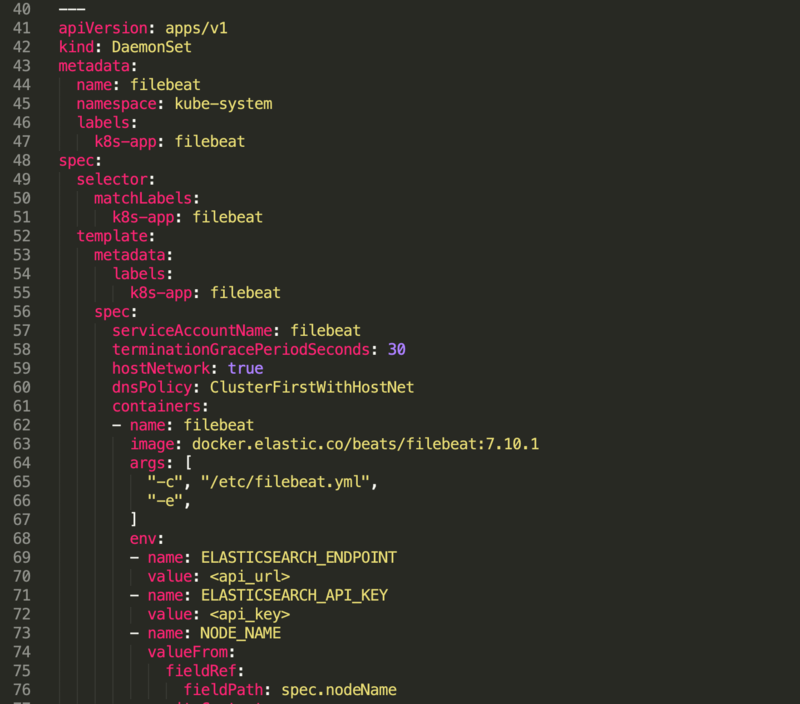 40 ---
41 apiVersion: apps/v1
42 kind: DaemonSet
43 metadata:
44   name: filebeat
45   namespace: kube-system
46   labels:
47     k8s-app: filebeat
48 spec:
49   selector:
50     matchLabels:
51       k8s-app: filebeat
52   template:
53     metadata:
54       labels:
55         k8s-app: filebeat
56     spec:
57       serviceAccountName: filebeat
58       terminationGracePeriodSeconds: 30
59       hostNetwork: true
60       dnsPolicy: ClusterFirstWithHostNet
61       containers:
62       - name: filebeat
63         image: docker.elastic.co/beats/filebeat:7.10.1
64         args: [
65           "-c", "/etc/filebeat.yml",
66           "-e",
67         ]
68         env:
69         - name: ELASTICSEARCH_ENDPOINT
70           value: <api_url>
71         - name: ELASTICSEARCH_API_KEY
72           value: <api_key>
73         - name: NODE_NAME
74           valueFrom:
75             fieldRef:
76               fieldPath: spec.nodeName